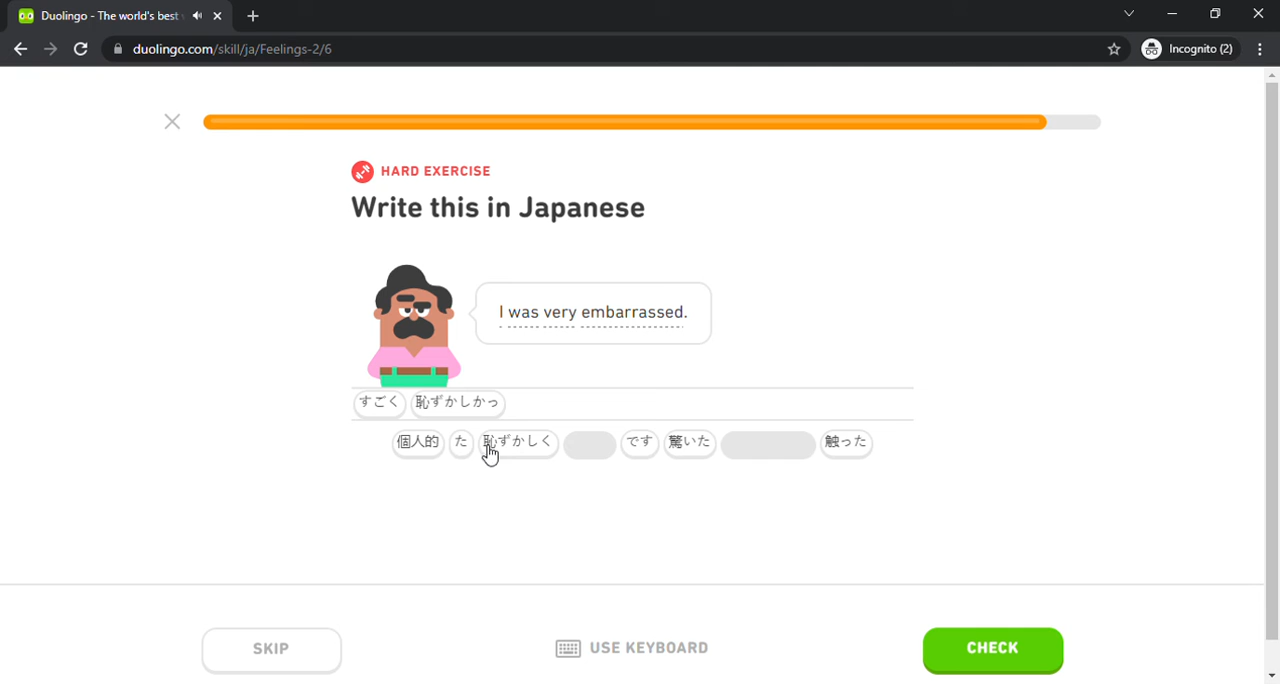 Duolingo - The world's best
duolingo.com/skill/ja/Feelings-2/6
Incognito (2)
HARD EXERCISE
Write this in Japanese
I was very embarrassed.
すごく 恥ずかしかっ
個人的 た 恥ずかしく です 驚いた 触った
SKIP
USE KEYBOARD
CHECK